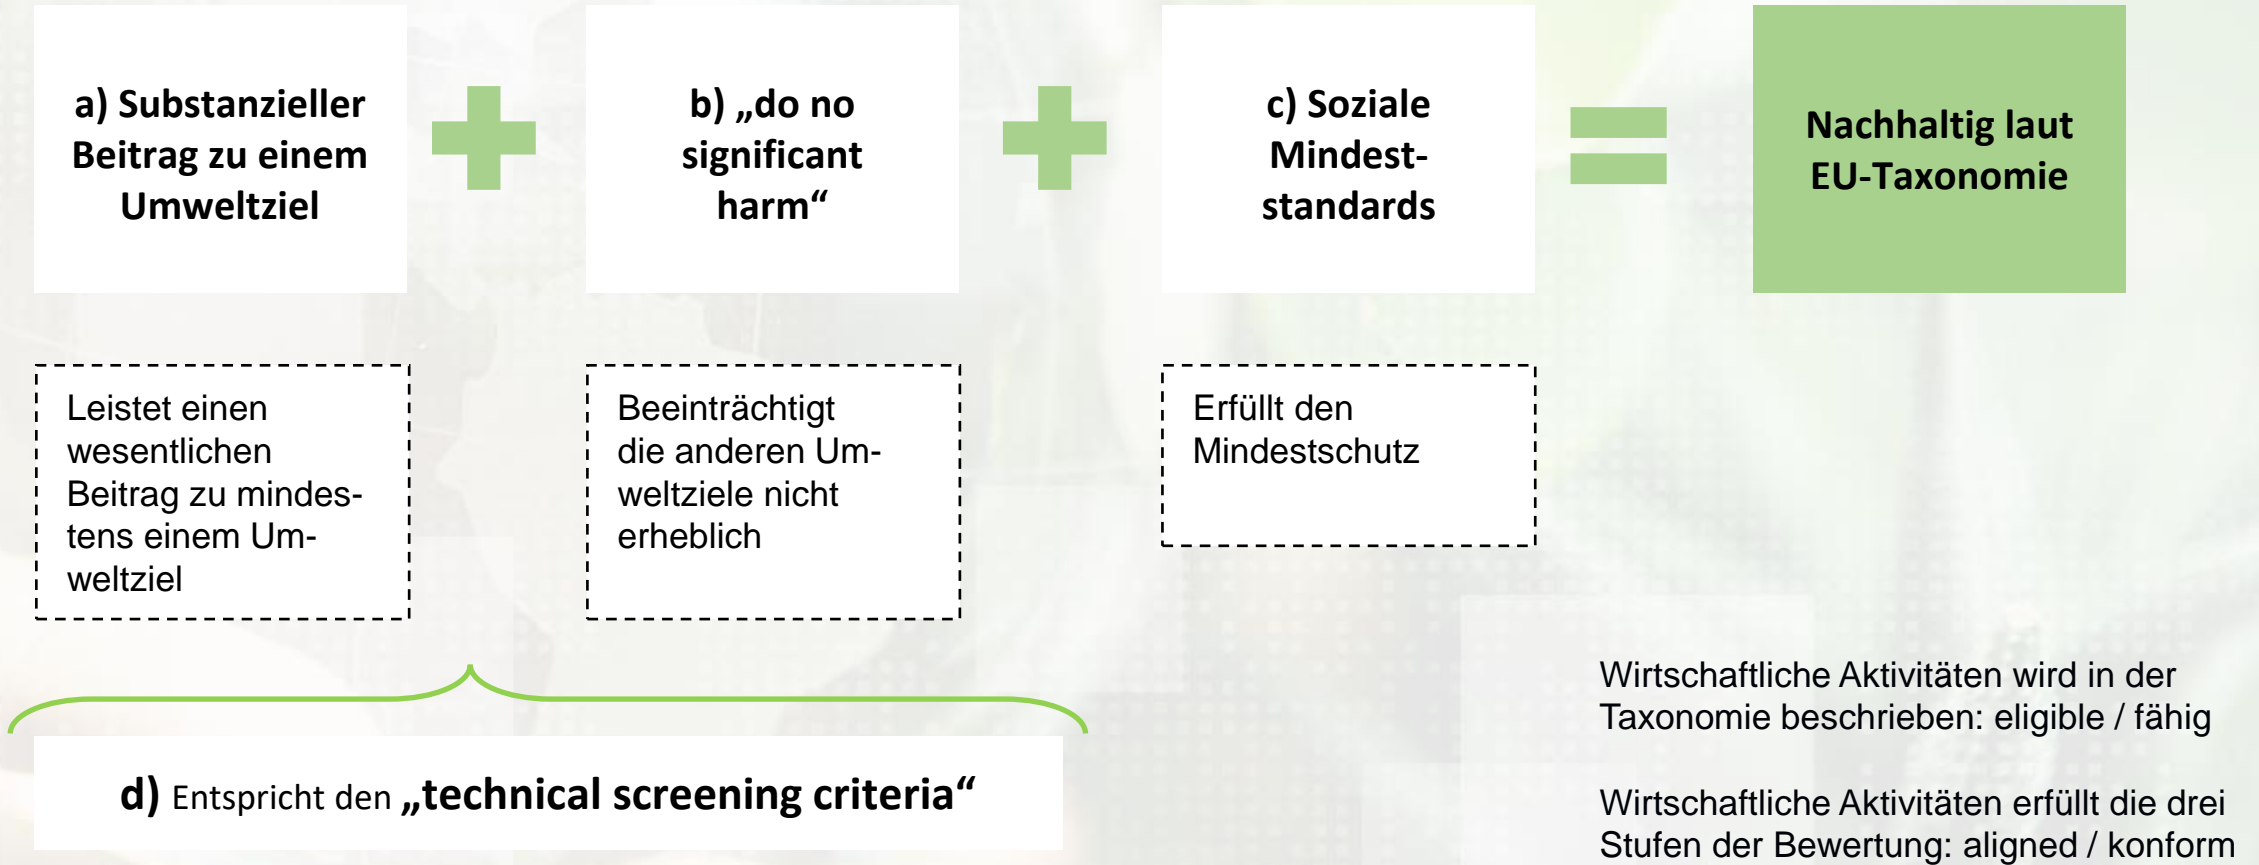 a) Substanzieller
Beitrag zu einem
Umweltziel
b) „do no
significant
harm“
c) Soziale
Mindest-
standards
Nachhaltig laut
EU-Taxonomie
Leistet einen
wesentlichen
Beitrag zu mindes-
tens einem Um-
weltziel
Beeinträchtigt
die anderen Um-
weltziele nicht
erheblich
Erfüllt den
Mindestschutz
d) Entspricht den „technical screening criteria“
Wirtschaftliche Aktivitäten wird in der
Taxonomie beschrieben: eligible / fähig
Wirtschaftliche Aktivitäten erfüllt die drei
Stufen der Bewertung: aligned / konform